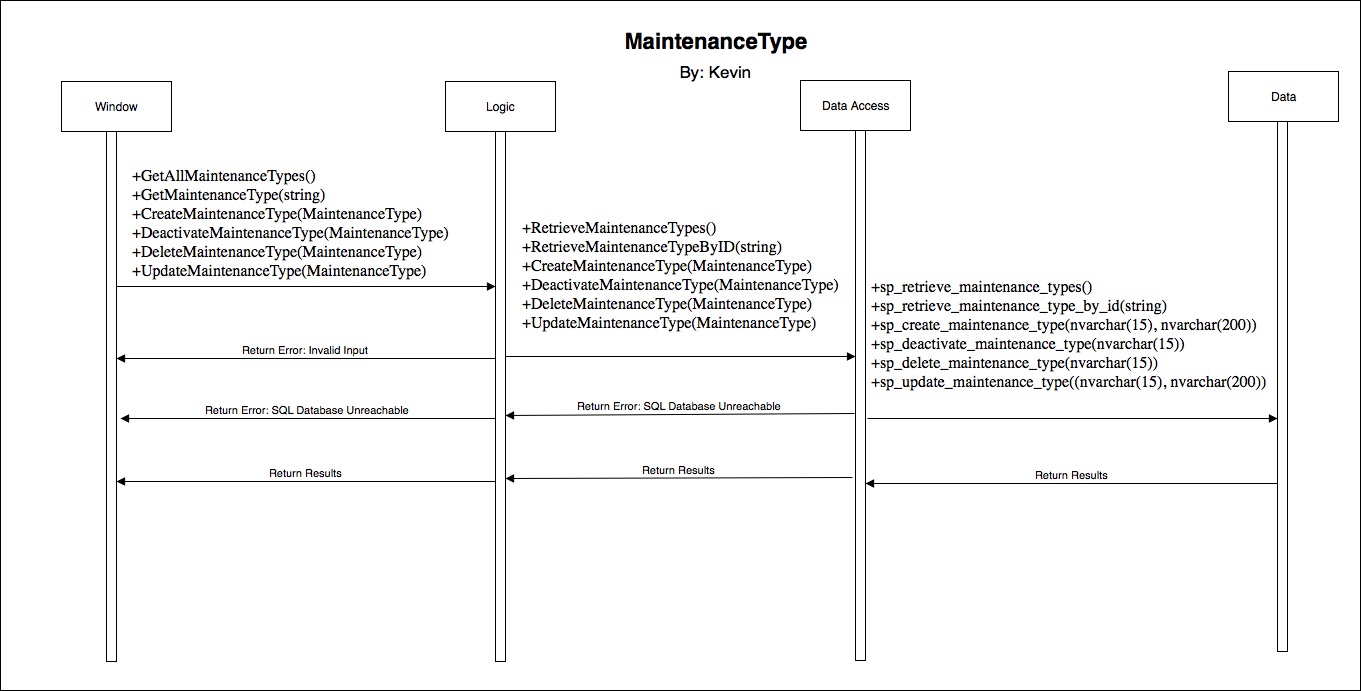 MaintenanceType
By: Kevin
Window
Logic
Data Access
Data
+GetAllMaintenanceTypes()
+GetMaintenanceType(string)
+CreateMaintenanceType(MaintenanceType)
+DeactivateMaintenanceType(MaintenanceType)
+DeleteMaintenanceType(MaintenanceType)
+UpdateMaintenanceType(MaintenanceType)
+RetrieveMaintenanceTypes()
+RetrieveMaintenanceTypeByID(string)
+CreateMaintenanceType(MaintenanceType)
+DeactivateMaintenanceType(MaintenanceType)
+DeleteMaintenanceType(MaintenanceType)
+UpdateMaintenanceType(MaintenanceType)
+sp_retrieve_maintenance_types()
+sp_retrieve_maintenance_type_by_id(string)
+sp_create_maintenance_type(nvarchar(15), nvarchar(200))
+sp_deactivate_maintenance_type(nvarchar(15))
+sp_delete_maintenance_type(nvarchar(15))
+sp_update_maintenance_type((nvarchar(15), nvarchar(200))
Return Error: Invalid Input
Return Error: SQL Database Unreachable
Return Error: SQL Database Unreachable
Return Results
Return Results
Return Results